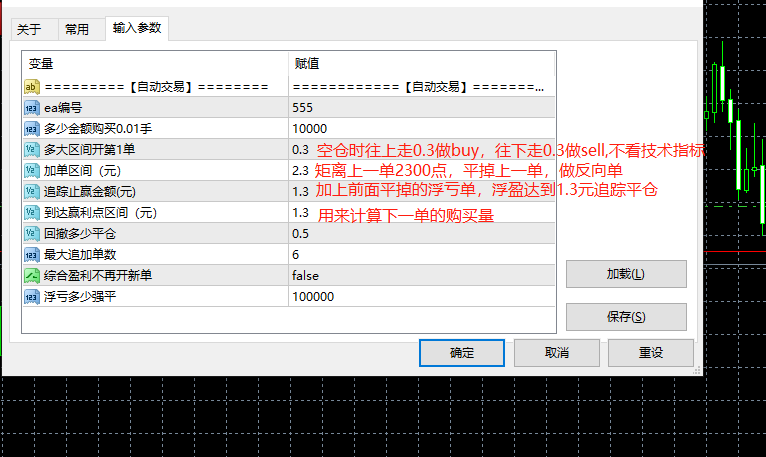 关于 常用 输入参数
变量 赋值
=========【自动交易】======== ============【自动交易】=======...
ea编号 555
多少金额购买0.01手 10000
多大区间开第1单 0.3 空仓时往上走0.3做buy，往下走0.3做sell,不看技术指标
加单区间（元） 2.3 距离上一单2300点，平掉上一单，做反向单
追踪止赢金额(元) 1.3 加上前面平掉的浮亏单，浮盈达到1.3元追踪平仓
到达赢利点区间（元） 1.3 用来计算下一单的购买量
回撤多少平仓 0.5
最大追加单数 6
综合盈利不再开新单 false
浮亏多少强平 100000
加载(L)
保存(S)
确定 取消 重设